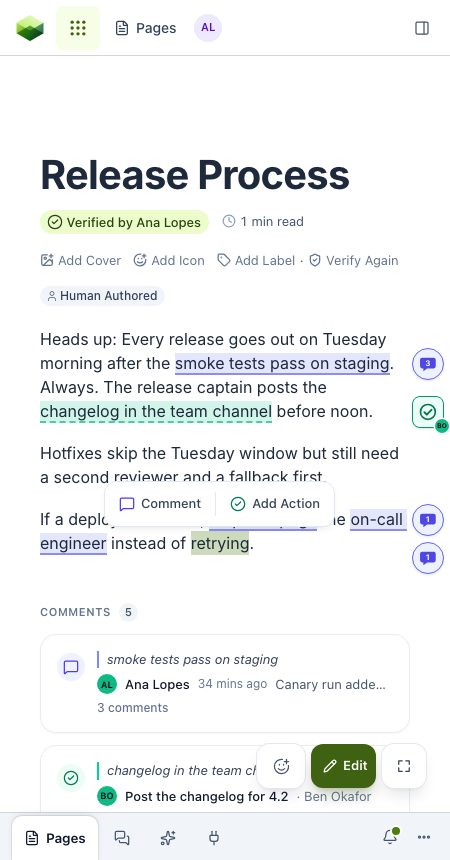 Pages
AL
Release Process
Verified by Ana Lopes
1 min read
Add Cover
Add Icon
Add Label
·
Verify Again
Human Authored
Heads up: Every release goes out on Tuesday
morning after the smoke tests pass on staging.
Always. The release captain posts the
changelog in the team channel before noon.
3
BO
Hotfixes skip the Tuesday window but still need
a second reviewer and a fallback first.
Comment
Add Action
If a deploy on-call
engineer instead of retrying.
1
1
COMMENTS 5
smoke tests pass on staging
AL Ana Lopes 34 mins ago Canary run adde...
3 comments
changelog in the team
BO Post the changelog for 4.2 · Ben Okafor
Edit
Pages